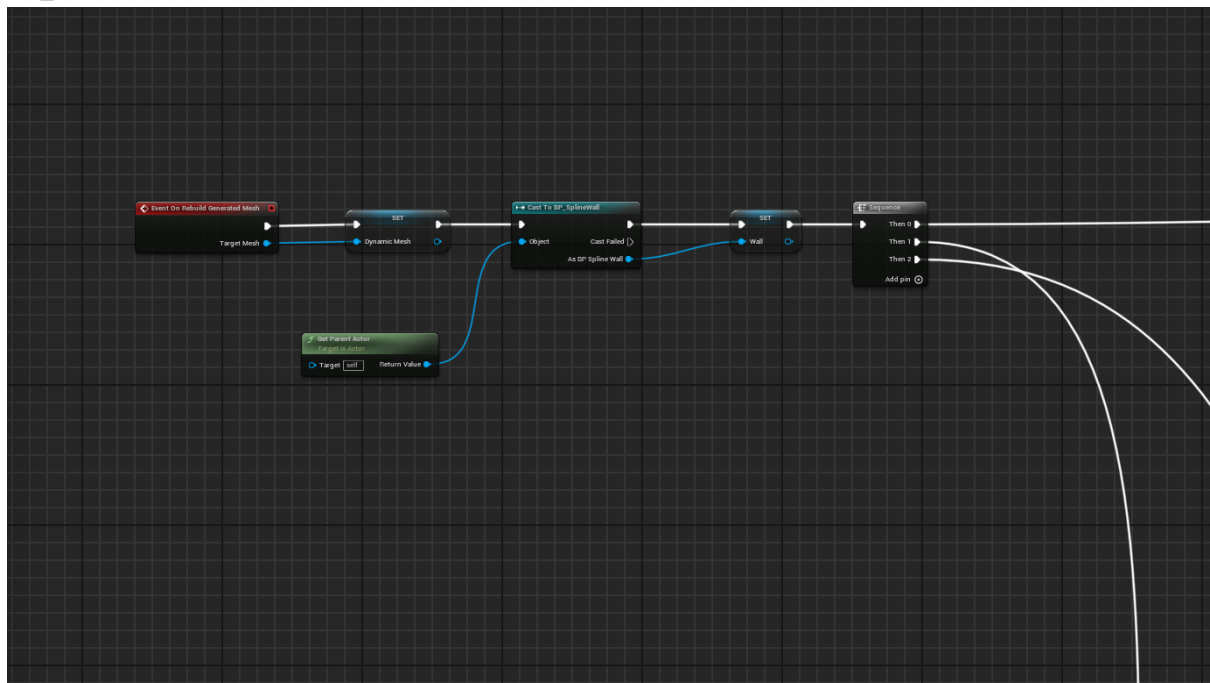 Event On Rebuild Generated Mesh
Target Mesh
SET
Dynamic Mesh
Cast To BP_SplineWall
Object
Cast Failed
As BP Spline Wall
SET
Wall
Sequence
Then 0
Then 1
Then 2
Add pin
f Get Parent Actor
Target is Actor
Target self
Return Value